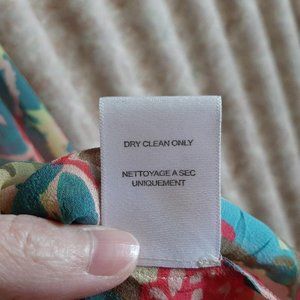 DRY CLEAN ONLY
NETTOYAGE A SEC
UNIQUEMENT